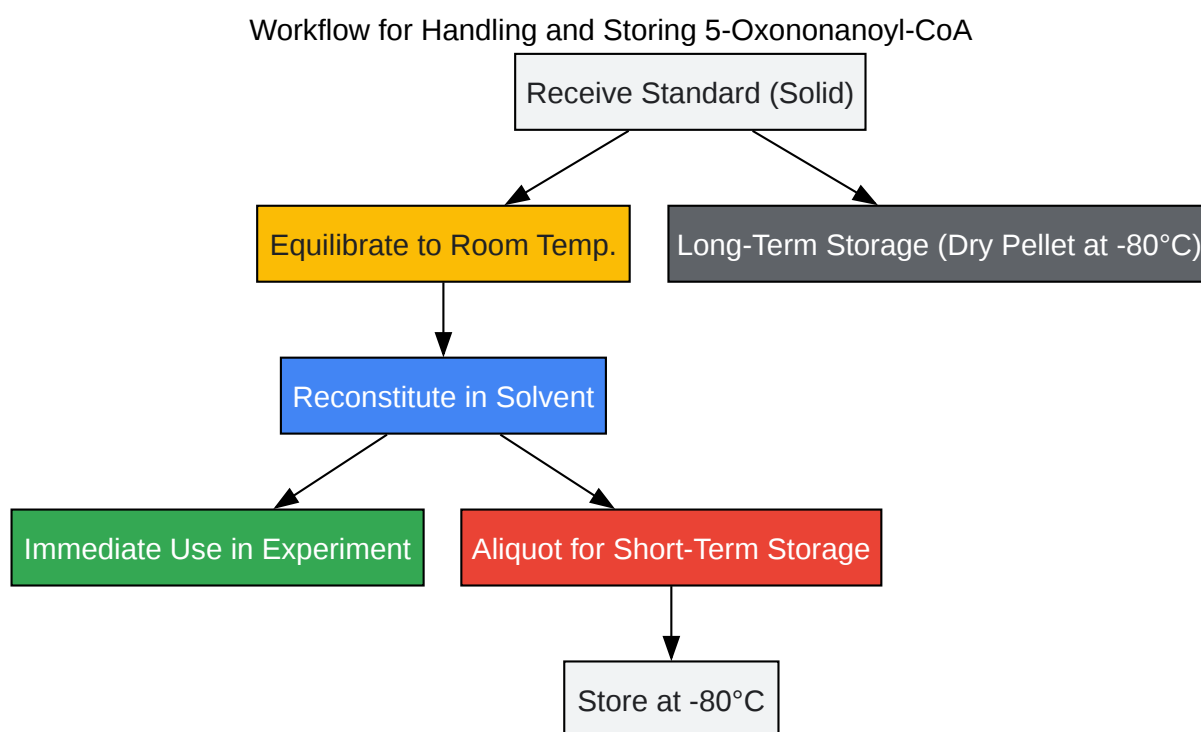 Workflow for Handling and Storing 5-Oxononanoyl-CoA
Receive Standard (Solid)
Equilibrate to Room Temp.
Long-Term Storage (Dry Pellet at -80°C)
Reconstitute in Solvent
Immediate Use in Experiment
Aliquot for Short-Term Storage
Store at -80°C